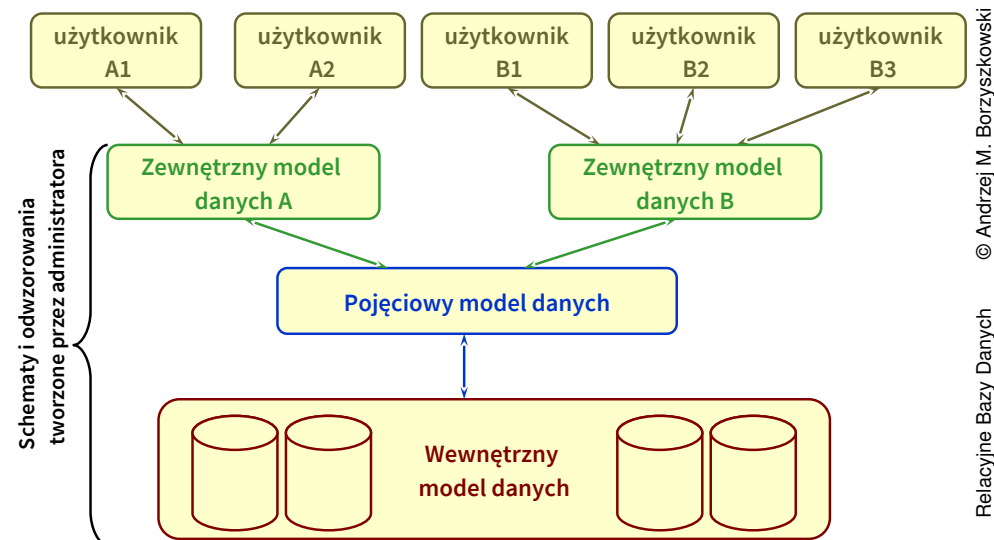 użytkownik
A1
użytkownik
A2
użytkownik
B1
użytkownik
B2
użytkownik
B3
Zewnętrzny model
danych A
Zewnętrzny model
danych B
Pojęciowy model danych
Wewnętrzny
model danych
Schematy i odwzorowania
tworzone przez administratora
© Andrzej M. Borzyszkowski
Relacyjne Bazy Danych